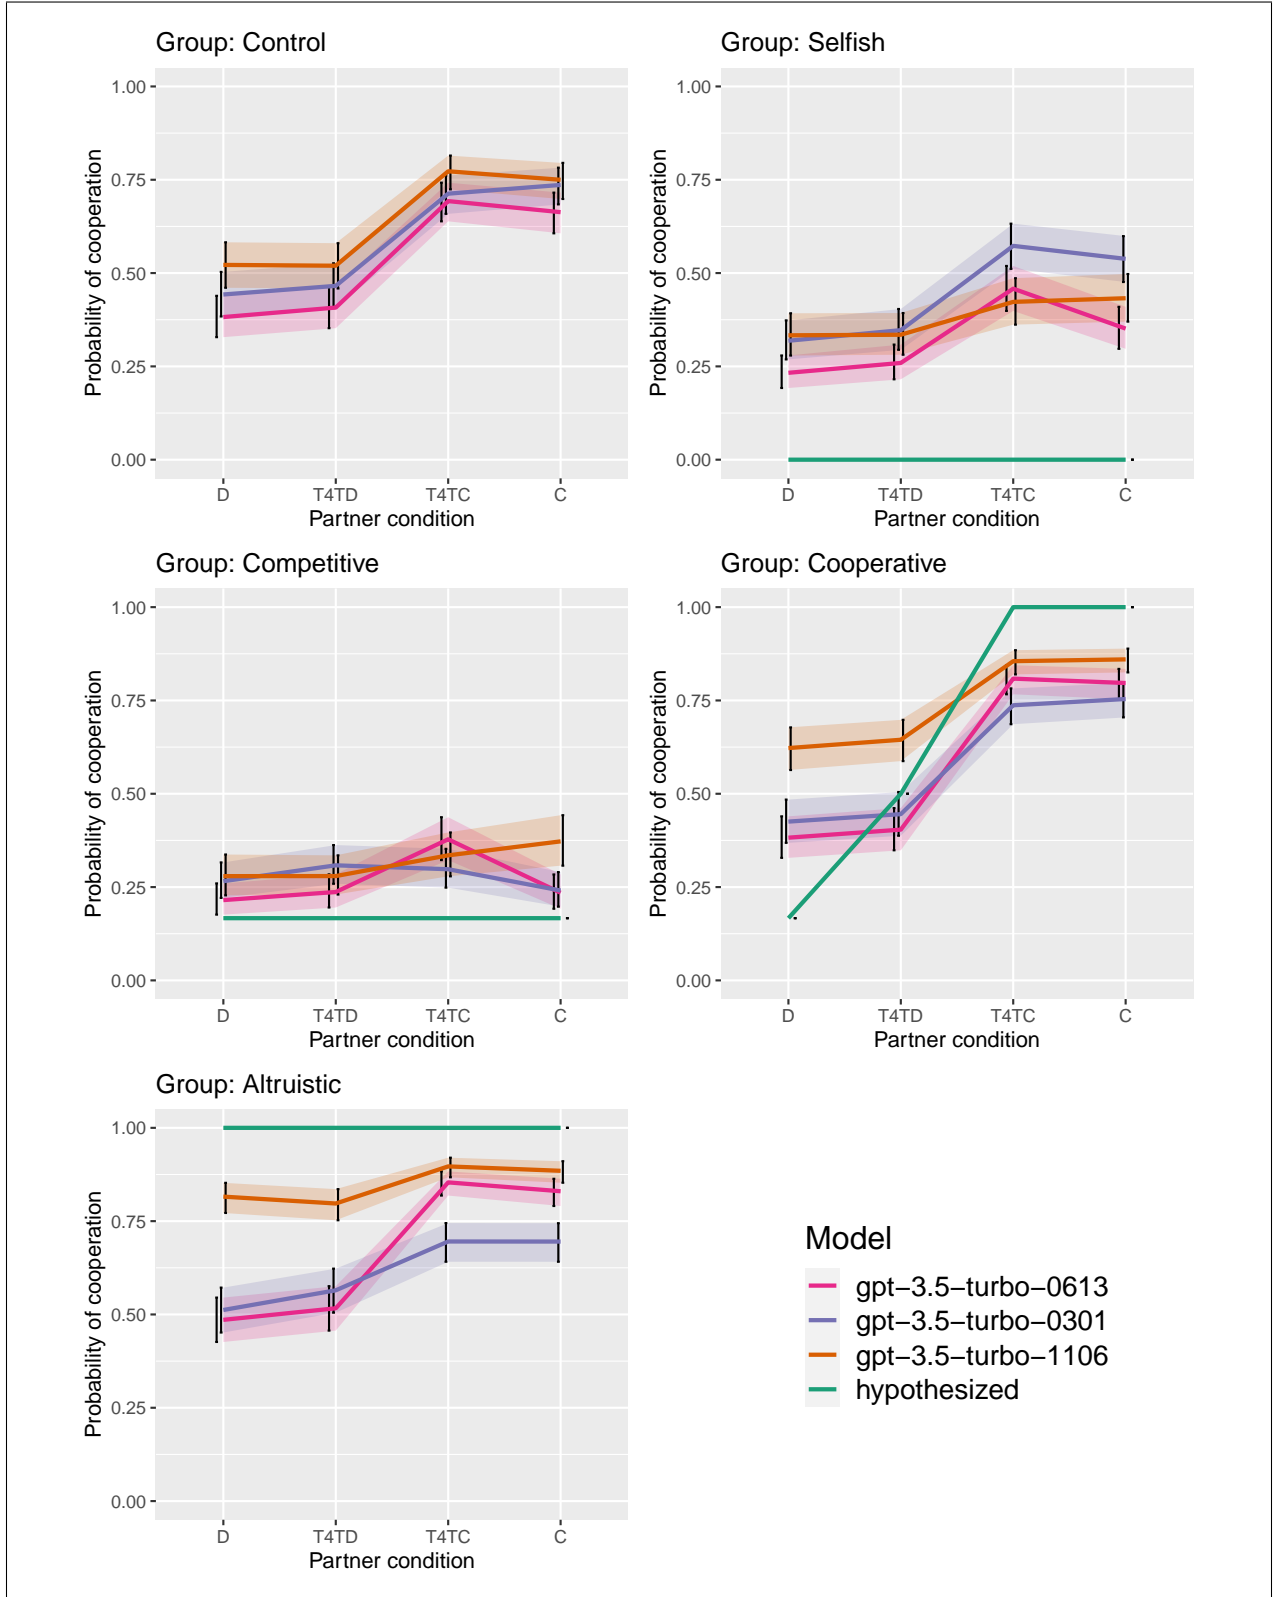 Group: Control
Probability of cooperation
1.00
0.75
0.50
0.25
0.00
D T4TD T4TC C
Partner condition
Group: Selfish
Probability of cooperation
1.00
0.75
0.50
0.25
0.00
D T4TD T4TC C
Partner condition
Group: Competitive
Probability of cooperation
1.00
0.75
0.50
0.25
0.00
D T4TD T4TC C
Partner condition
Group: Cooperative
Probability of cooperation
1.00
0.75
0.50
0.25
0.00
D T4TD T4TC C
Partner condition
Group: Altruistic
Probability of cooperation
1.00
0.75
0.50
0.25
0.00
D T4TD T4TC C
Partner condition
Model
gpt−3.5−turbo−0613
gpt−3.5−turbo−0301
gpt−3.5−turbo−1106
hypothesized